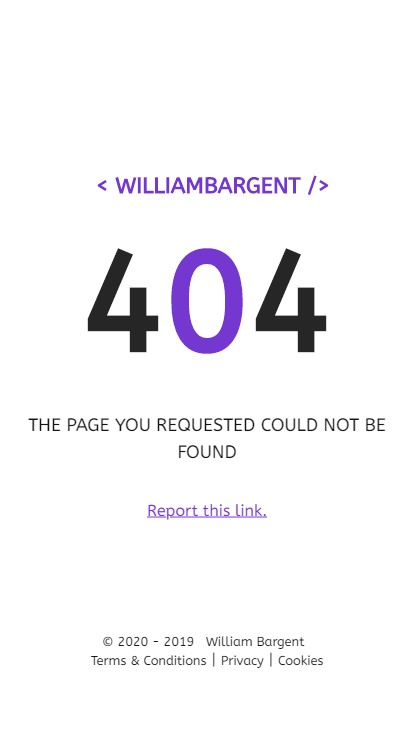 < WILLIAMBARGENT />
404
THE PAGE YOU REQUESTED COULD NOT BE
FOUND
Report this link.
© 2020 - 2019 William Bargent
Terms & Conditions | Privacy | Cookies